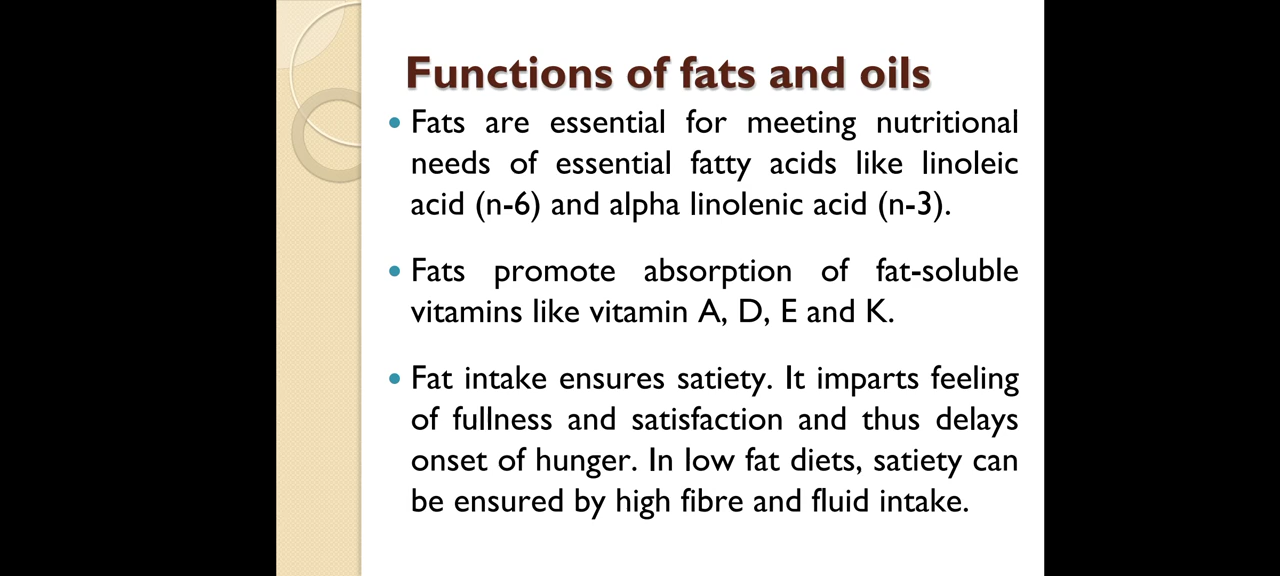 Functions of fats and oils
• Fats are essential for meeting nutritional
needs of essential fatty acids like linoleic
acid (n-6) and alpha linolenic acid (n-3).
• Fats promote absorption of fat-soluble
vitamins like vitamin A, D, E and K.
• Fat intake ensures satiety. It imparts feeling
of fullness and satisfaction and thus delays
onset of hunger. In low fat diets, satiety can
be ensured by high fibre and fluid intake.